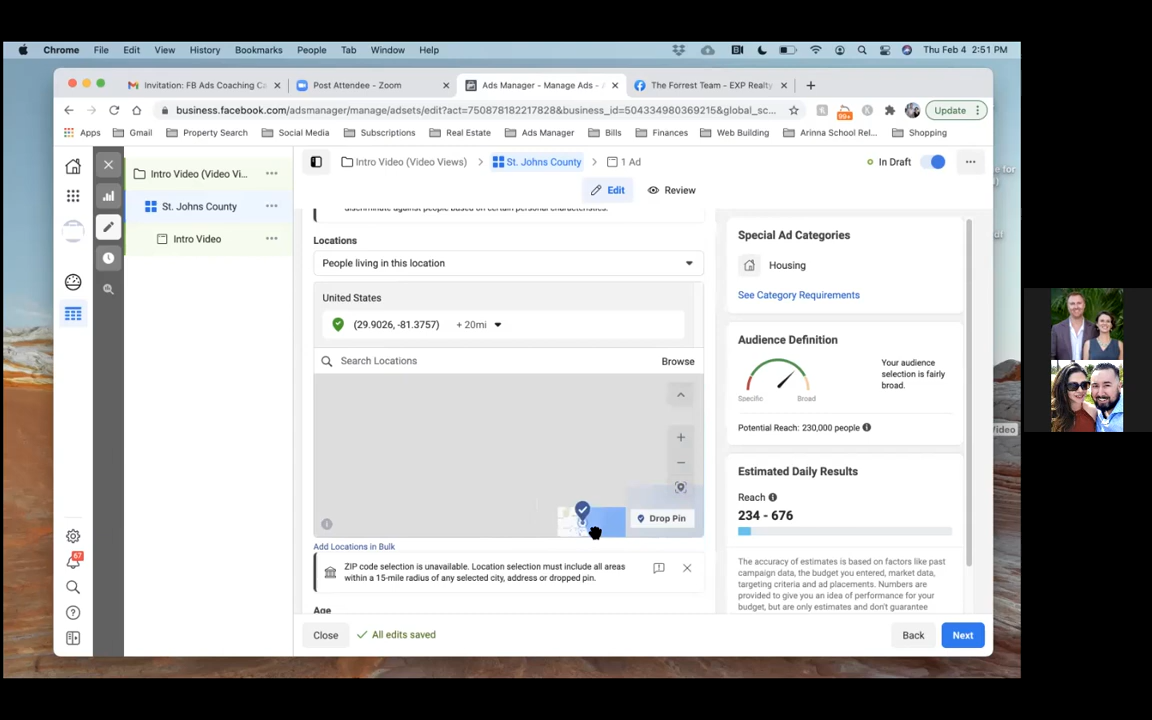 Chrome File Edit View History Bookmarks People Tab Window Help Thu Feb 4 2:51 PM
Invitation: FB Ads Coaching Ca
Post Attendee - Zoom
Ads Manager - Manage Ads -
The Forrest Team - EXP Realty
business.facebook.com/adsmanager/manage/adsets/edit?act=750878182217828&business_id=504334980369215&global_sc...
99+
Update
Apps Gmail Property Search Social Media Subscriptions Real Estate Ads Manager Bills Finances Web Building Arinna School Rel... Shopping
Intro Video (Video Vi...
St. Johns County
Intro Video
67
Intro Video (Video Views) > St. Johns County > 1 Ad
In Draft
Edit
Review
discriminate against people based on certain personal characteristics.
Locations
People living in this location
United States
(29.9026, -81.3757) + 20mi
Search Locations
Browse
Drop Pin
Add Locations in Bulk
ZIP code selection is unavailable. Location selection must include all areas
within a 15-mile radius of any selected city, address or dropped pin.
Age
Close
All edits saved
Back
Next
Special Ad Categories
Housing
See Category Requirements
Audience Definition
Specific
Broad
Your audience
selection is fairly
broad.
Potential Reach: 230,000 people
Estimated Daily Results
Reach
234 - 676
The accuracy of estimates is based on factors like past
campaign data, the budget you entered, market data,
targeting criteria and ad placements. Numbers are
provided to give you an idea of performance for your
budget, but are only estimates and don't guarantee